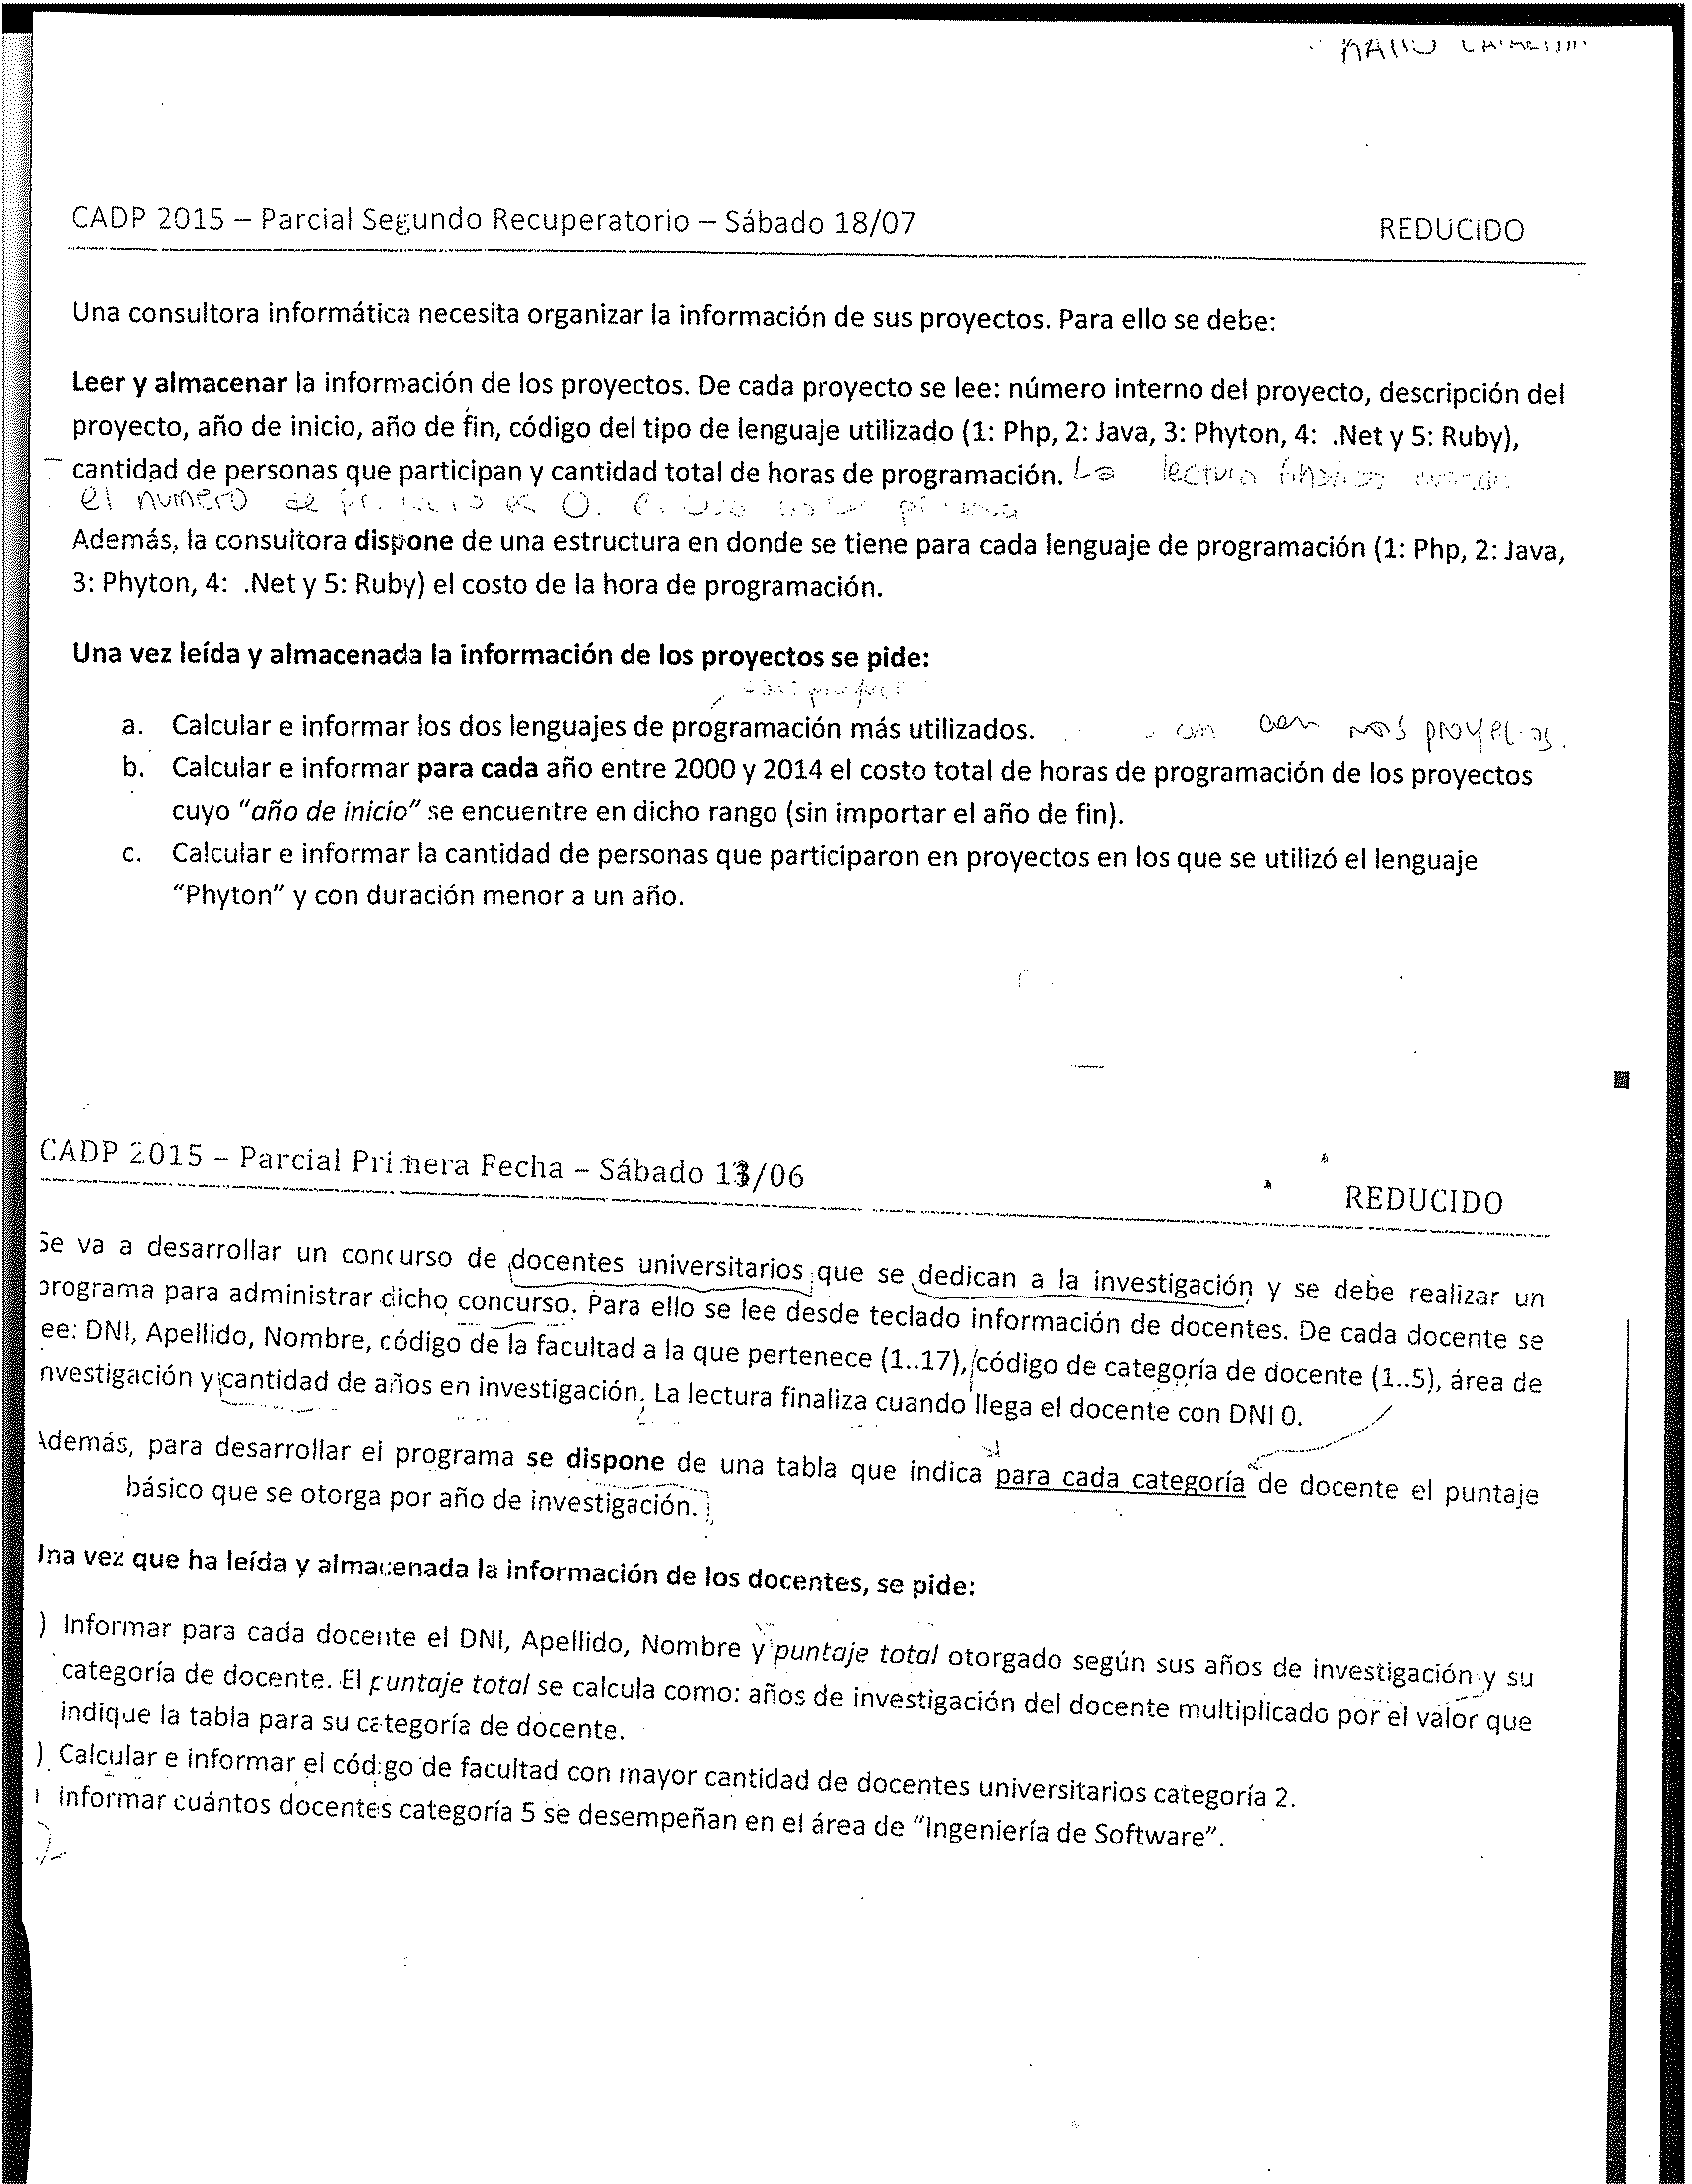 CADP 2015 – Parcial Segundo Recuperatorio – Sábado 18/07
REDUCIDO
Una consultora informática necesita organizar la información de sus proyectos. Para ello se debe:
Leer y almacenar la información de los proyectos. De cada proyecto se lee: número interno del proyecto, descripción del
proyecto, año de inicio, año de fin, código del tipo de lenguaje utilizado (1: Php, 2: Java, 3: Phyton, 4: .Net y 5: Ruby),
cantidad de personas que participan y cantidad total de horas de programación. La lectura finaliza cuando
el numero de
Además, la consultora dispone de una estructura en donde se tiene para cada lenguaje de programación (1: Php, 2: Java,
3: Phyton, 4: .Net y 5: Ruby) el costo de la hora de programación.
Una vez leída y almacenada la información de los proyectos se pide:
a. Calcular e informar los dos lenguajes de programación más utilizados. mas proyectos.
b. Calcular e informar para cada año entre 2000 y 2014 el costo total de horas de programación de los proyectos
cuyo "año de inicio" se encuentre en dicho rango (sin importar el año de fin).
c. Calcular e informar la cantidad de personas que participaron en proyectos en los que se utilizó el lenguaje
"Phyton" y con duración menor a un año.
CADP 2015 – Parcial Primera Fecha – Sábado 13/06
REDUCIDO
Se va a desarrollar un concurso de docentes universitarios que se dedican a la investigación y se debe realizar un
programa para administrar dicho concurso. Para ello se lee desde teclado información de docentes. De cada docente se
ee: DNI, Apellido, Nombre, código de la facultad a la que pertenece (1..17), código de categoría de docente (1..5), área de
nvestigación y cantidad de años en investigación. La lectura finaliza cuando llega el docente con DNI 0.
Además, para desarrollar el programa se dispone de una tabla que indica para cada categoría de docente el puntaje
básico que se otorga por año de investigación.
Una vez que ha leída y almacenada la información de los docentes, se pide:
) Informar para cada docente el DNI, Apellido, Nombre y puntaje total otorgado según sus años de investigación y su
categoría de docente. El puntaje total se calcula como: años de investigación del docente multiplicado por el valor que
indique la tabla para su categoría de docente.
) Calcular e informar el código de facultad con mayor cantidad de docentes universitarios categoría 2.
) Informar cuántos docentes categoría 5 se desempeñan en el área de "Ingeniería de Software".